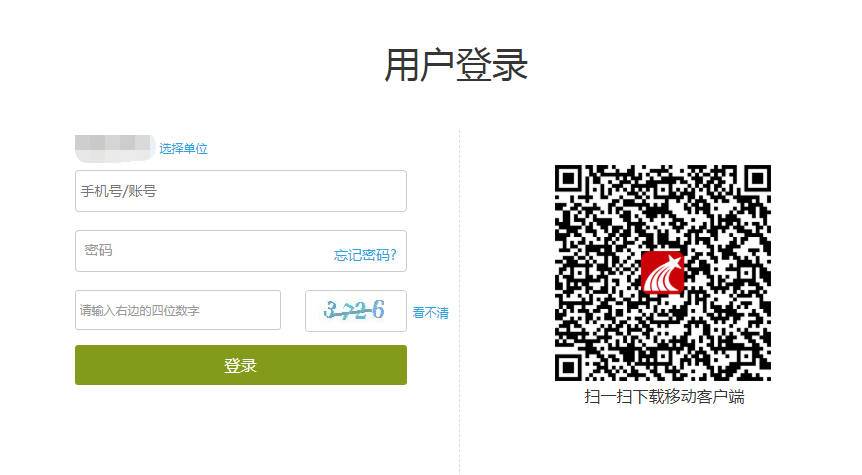 用户登录
选择单位
手机号/账号
密码
忘记密码?
请输入右边的四位数字
3726
看不清
登录
扫一扫下载移动客户端